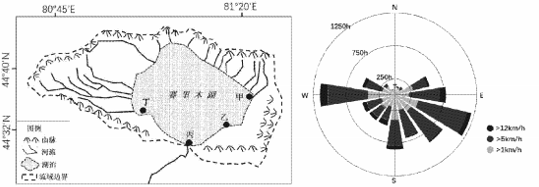 80°45′
81°20′
44°40′N
44°32′N
赛里木湖
甲
乙
丙
丁
图例
山脉
河流
湖泊
流域边界
N
E
S
W
1250h
750h
250h
>12km/h
>5km/h
>1km/h